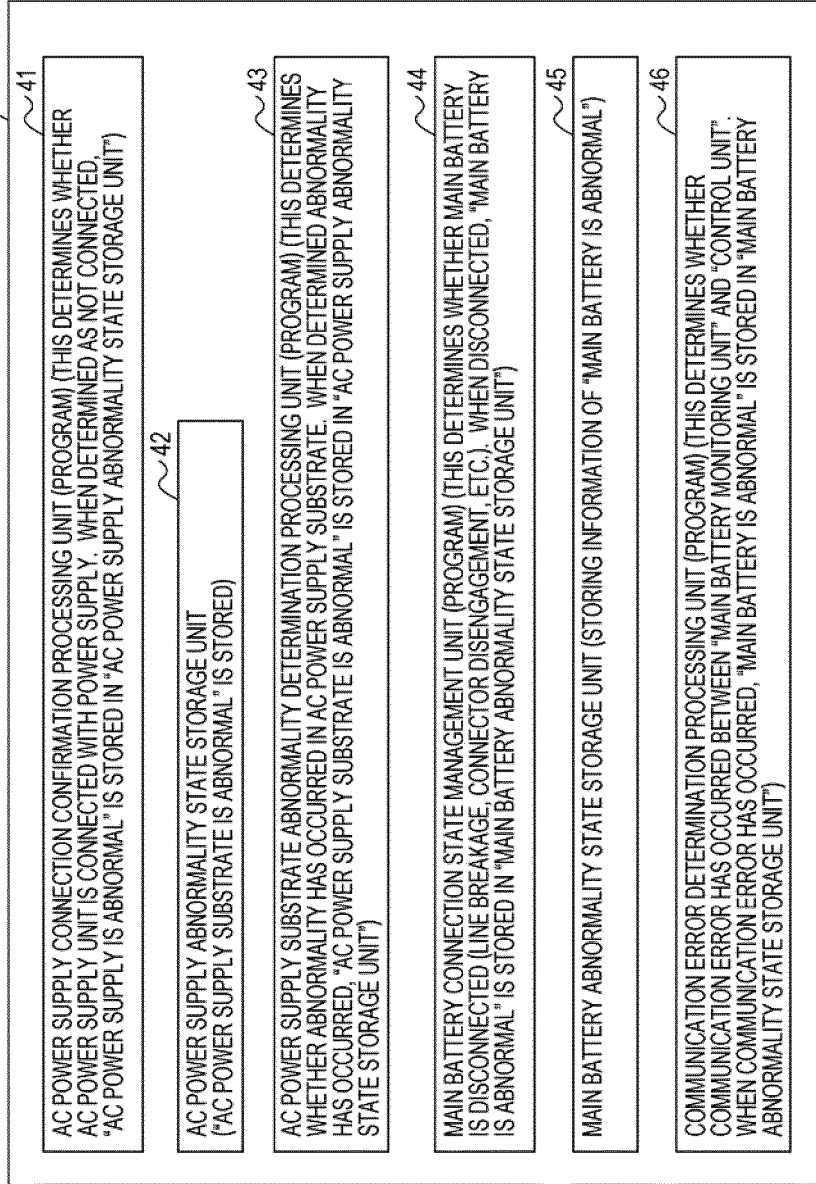 41
AC POWER SUPPLY CONNECTION CONFIRMATION PROCESSING UNIT (PROGRAM) (THIS DETERMINES WHETHER
AC POWER SUPPLY UNIT IS CONNECTED WITH POWER SUPPLY. WHEN DETERMINED AS NOT CONNECTED,
“AC POWER SUPPLY IS ABNORMAL” IS STORED IN “AC POWER SUPPLY ABNORMALITY STATE STORAGE UNIT”)
42
AC POWER SUPPLY ABNORMALITY STATE STORAGE UNIT
(“AC POWER SUPPLY SUBSTRATE IS ABNORMAL” IS STORED)
43
AC POWER SUPPLY SUBSTRATE ABNORMALITY DETERMINATION PROCESSING UNIT (PROGRAM) (THIS DETERMINES
WHETHER ABNORMALITY HAS OCCURRED IN AC POWER SUPPLY SUBSTRATE. WHEN DETERMINED ABNORMALITY
HAS OCCURRED, “AC POWER SUPPLY SUBSTRATE IS ABNORMAL” IS STORED IN “AC POWER SUPPLY ABNORMALITY
STATE STORAGE UNIT”)
44
MAIN BATTERY CONNECTION STATE MANAGEMENT UNIT (PROGRAM) (THIS DETERMINES WHETHER MAIN BATTERY
IS DISCONNECTED (LINE BREAKAGE, CONNECTOR DISENGAGEMENT, ETC.). WHEN DISCONNECTED, “MAIN BATTERY
IS ABNORMAL” IS STORED IN “MAIN BATTERY ABNORMALITY STATE STORAGE UNIT”)
45
MAIN BATTERY ABNORMALITY STATE STORAGE UNIT (STORING INFORMATION OF “MAIN BATTERY IS ABNORMAL”)
46
COMMUNICATION ERROR DETERMINATION PROCESSING UNIT (PROGRAM) (THIS DETERMINES WHETHER
COMMUNICATION ERROR HAS OCCURRED BETWEEN “MAIN BATTERY MONITORING UNIT” AND “CONTROL UNIT”.
WHEN COMMUNICATION ERROR HAS OCCURRED, “MAIN BATTERY IS ABNORMAL” IS STORED IN “MAIN BATTERY
ABNORMALITY STATE STORAGE UNIT”)